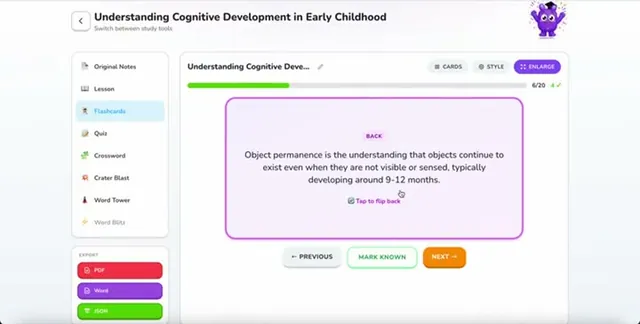 Understanding Cognitive Development in Early Childhood
Switch between study tools
Original Notes
Lesson
Flashcards
Quiz
Crossword
Crater Blast
Word Tower
Word Blitz
EXPORT
PDF
Word
JSON
Understanding Cognitive Deve...
CARDS
STYLE
ENLARGE
6/20
4 ✓
BACK
Object permanence is the understanding that objects continue to
exist even when they are not visible or sensed, typically
developing around 9-12 months.
Tap to flip back
← PREVIOUS
MARK KNOWN
NEXT →